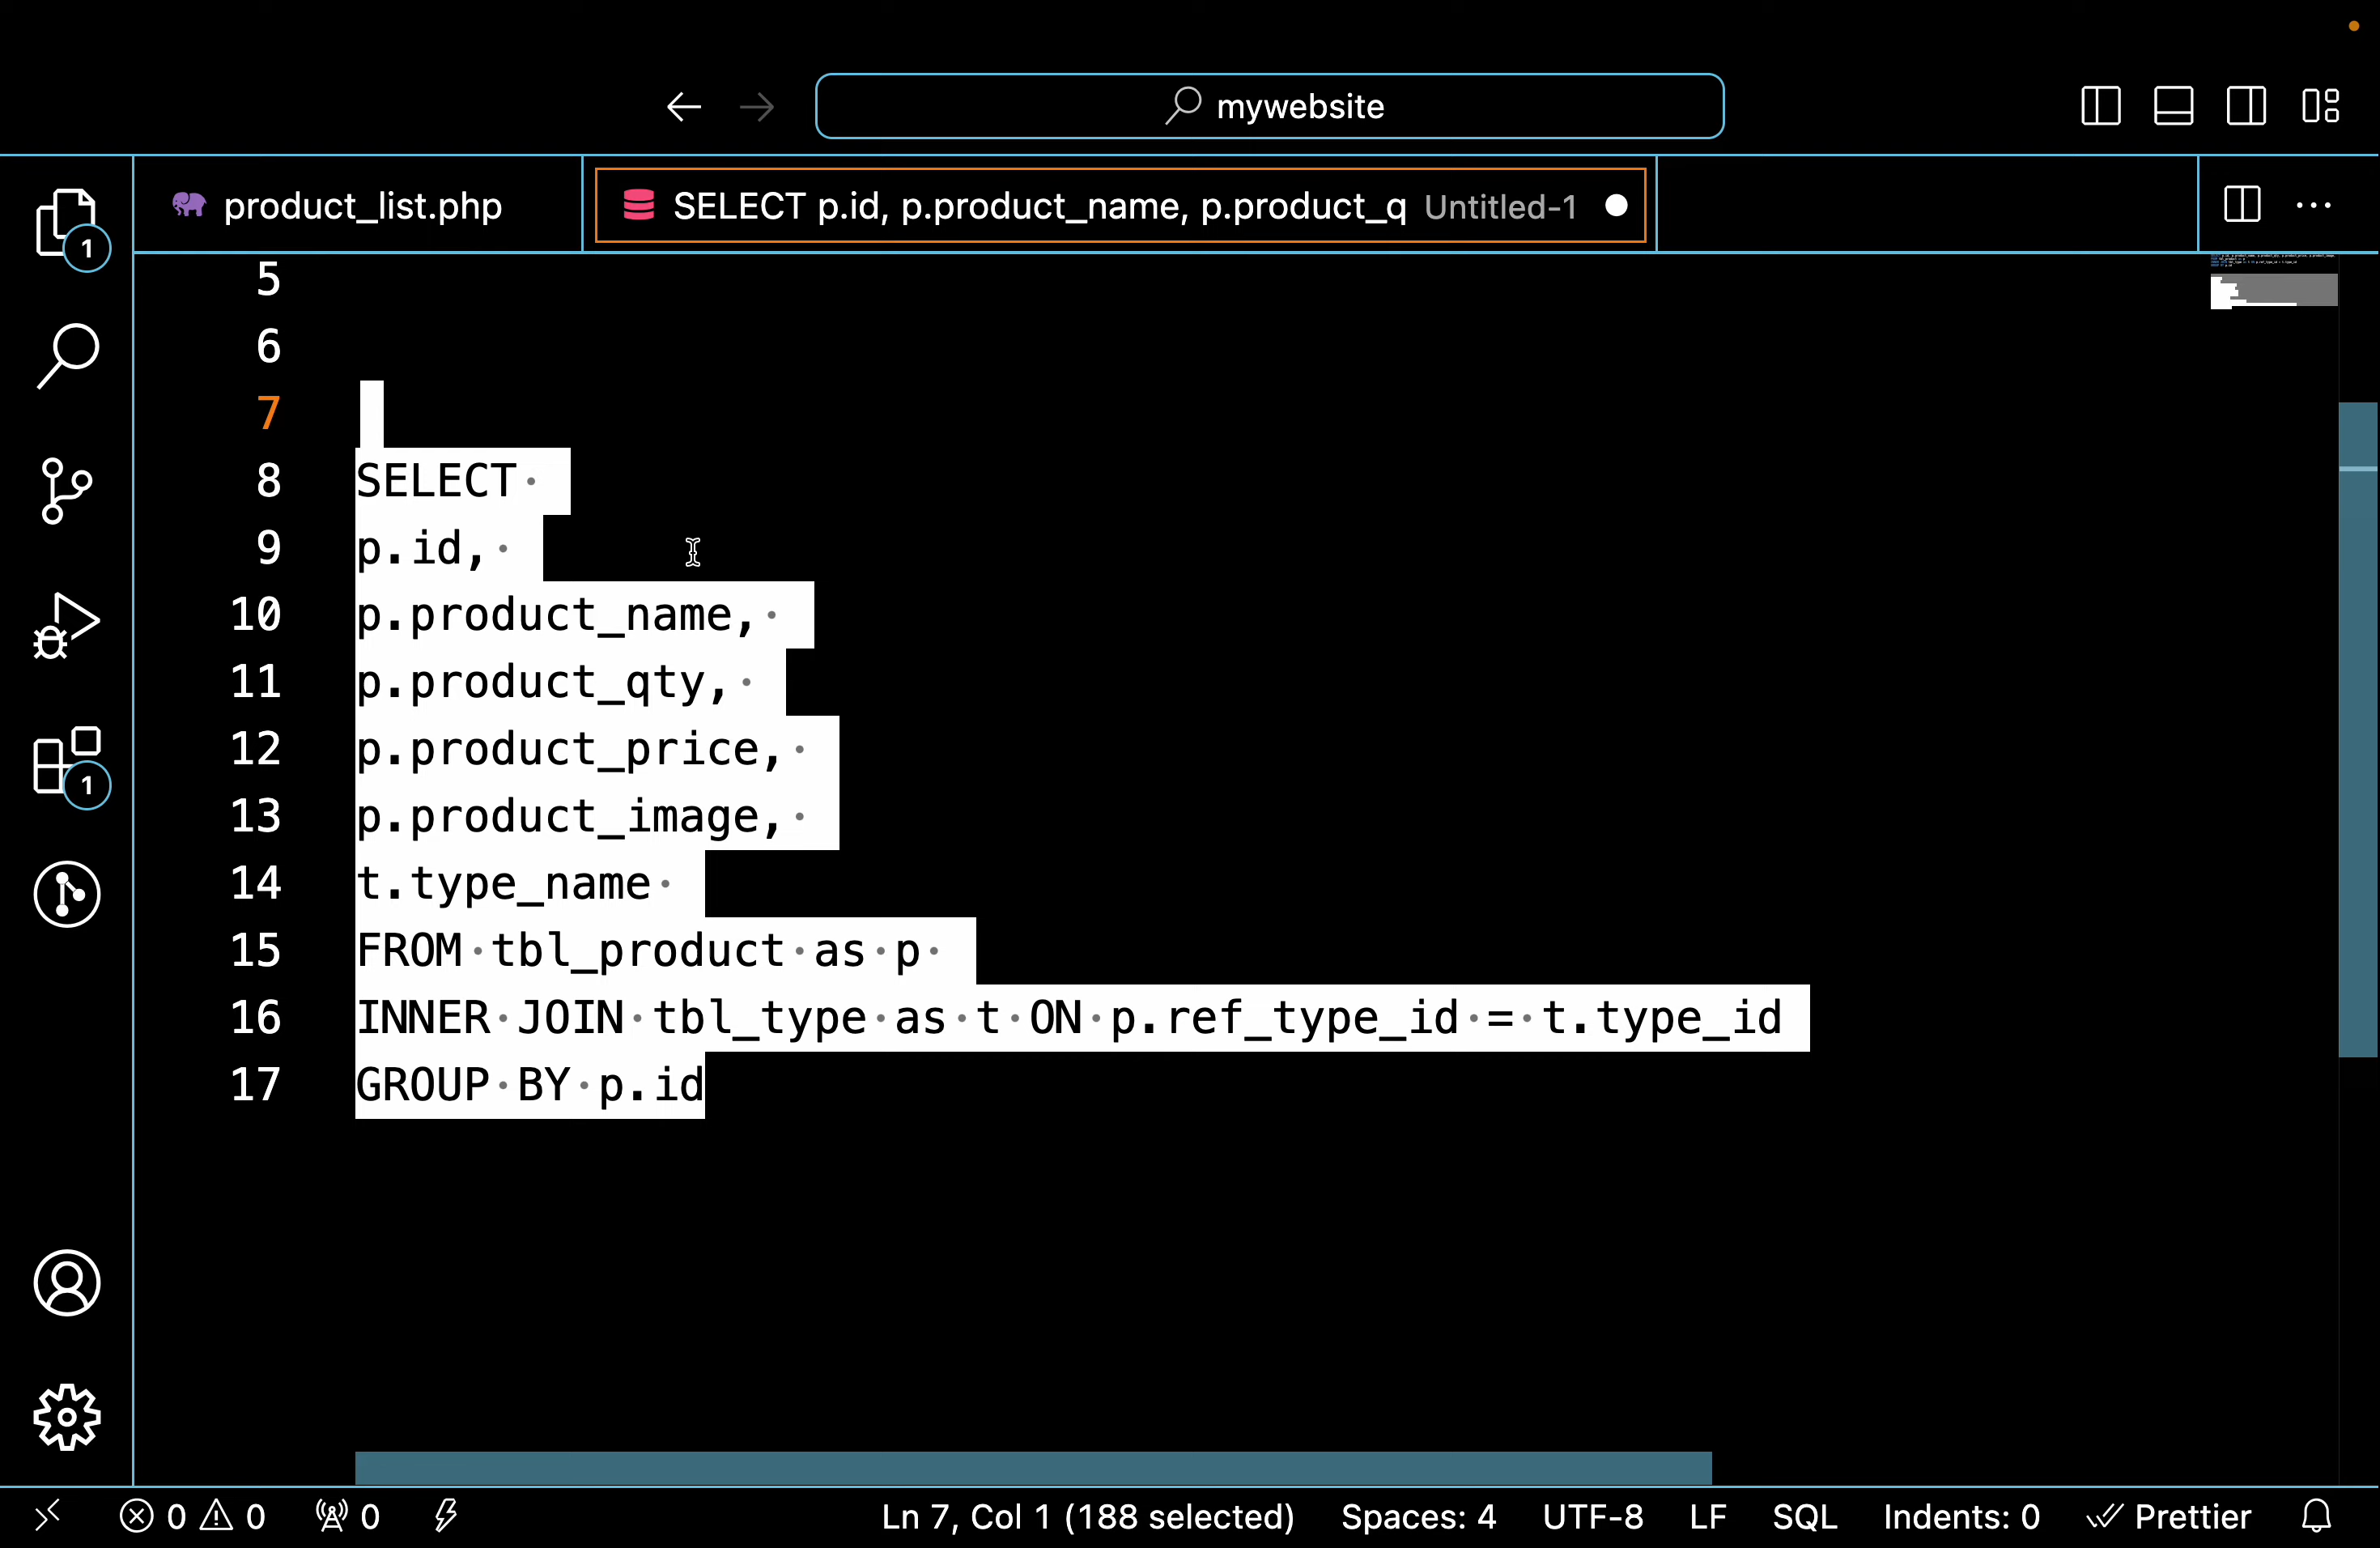 mywebsite
product_list.php
SELECT p.id, p.product_name, p.product_q Untitled-1
5
6
7
8 SELECT
9 p.id,
10 p.product_name,
11 p.product_qty,
12 p.product_price,
13 p.product_image,
14 t.type_name
15 FROM tbl_product as p
16 INNER JOIN tbl_type as t ON p.ref_type_id = t.type_id
17 GROUP BY p.id
1
1
0 0 0 Ln 7, Col 1 (188 selected) Spaces: 4 UTF-8 LF SQL Indents: 0 Prettier